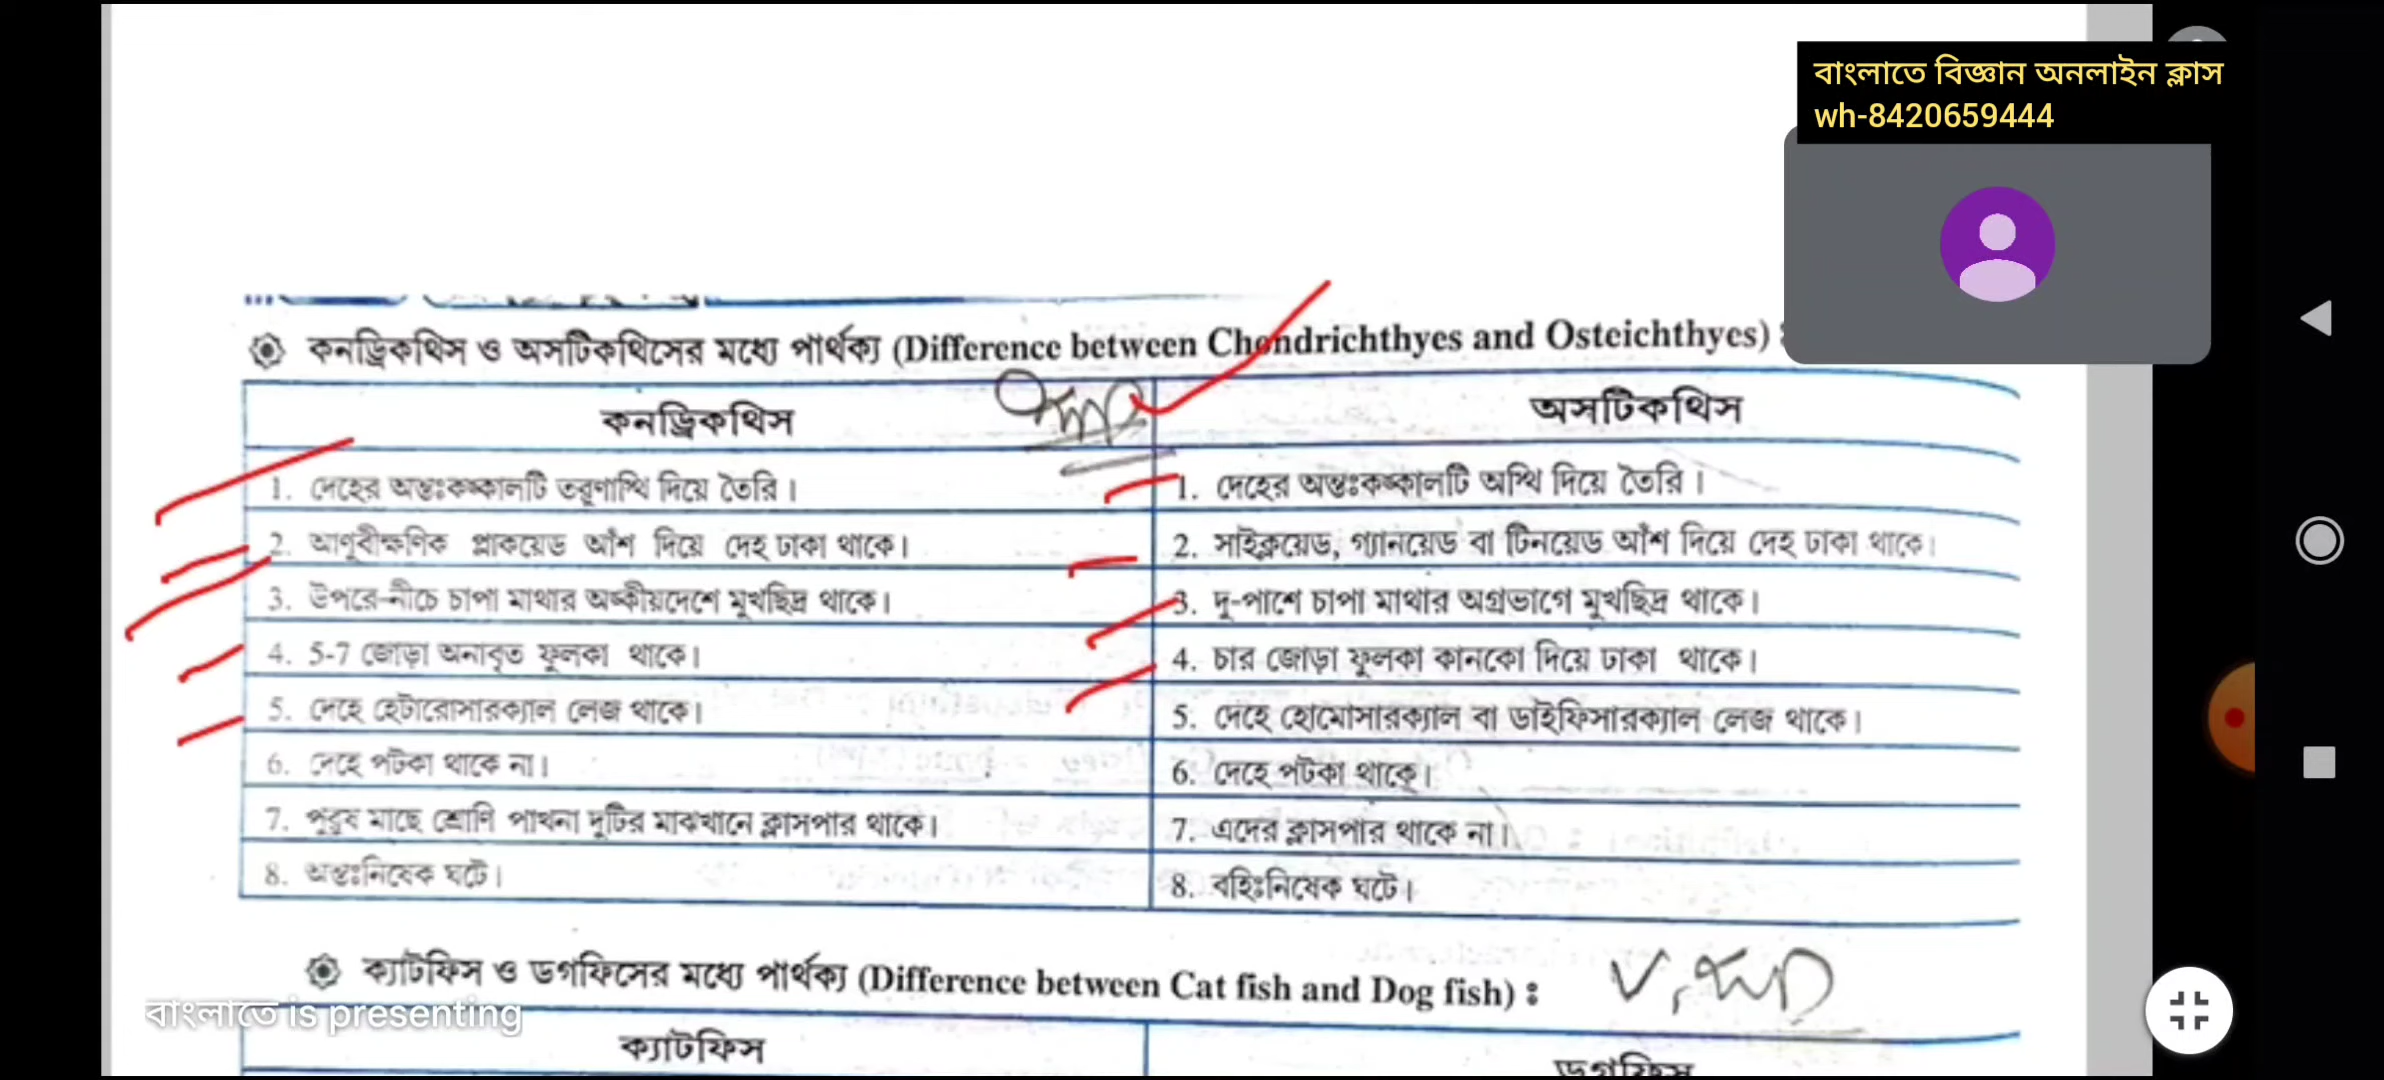 বাংলাতে বিজ্ঞান অনলাইন ক্লাস
wh-8420659444
কনড্রিকথিস ও অসটিকথিসের মধ্যে পার্থক্য (Difference between Chondrichthyes and Osteichthyes) :
কনড্রিকথিস
অসটিকথিস
1. দেহের অন্তঃকঙ্কালটি তরুণাস্থি দিয়ে তৈরি।
1. দেহের অন্তঃকঙ্কালটি অস্থি দিয়ে তৈরি।
2. আণুবীক্ষণিক প্লাকয়েড আঁশ দিয়ে দেহ ঢাকা থাকে।
2. সাইক্লয়েড, গ্যানয়েড বা টিনয়েড আঁশ দিয়ে দেহ ঢাকা থাকে।
3. উপরে-নীচে চাপা মাথার অঙ্কীয়দেশে মুখছিদ্র থাকে।
3. দু-পাশে চাপা মাথার অগ্রভাগে মুখছিদ্র থাকে।
4. 5-7 জোড়া অনাবৃত ফুলকা থাকে।
4. চার জোড়া ফুলকা কানকো দিয়ে ঢাকা থাকে।
5. দেহে হেটারোসারক্যাল লেজ থাকে।
5. দেহে হোমোসারক্যাল বা ডাইফিসারক্যাল লেজ থাকে।
6. দেহে পটকা থাকে না।
6. দেহে পটকা থাকে।
7. পুরুষ মাছে শ্রোণি পাখনা দুটির মাঝখানে ক্লাসপার থাকে।
7. এদের ক্লাসপার থাকে না।
8. অন্তঃনিষেক ঘটে।
8. বহিঃনিষেক ঘটে।
ক্যাটফিস ও ডগফিসের মধ্যে পার্থক্য (Difference between Cat fish and Dog fish) :
বাংলাতে is presenting
ক্যাটফিস
ডগফিস